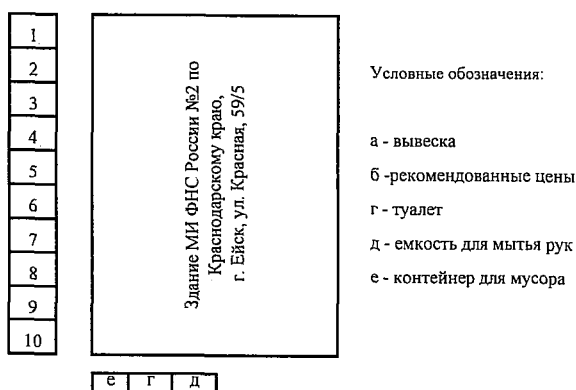 1
2
3
4
5
6
7
8
9
10
Здание МИ ФНС России №2 по
Краснодарскому краю,
г. Ейск, ул. Красная, 59/5
Условные обозначения:
а - вывеска
б -рекомендованные цены
г - туалет
д - емкость для мытья рук
е - контейнер для мусора
е г д